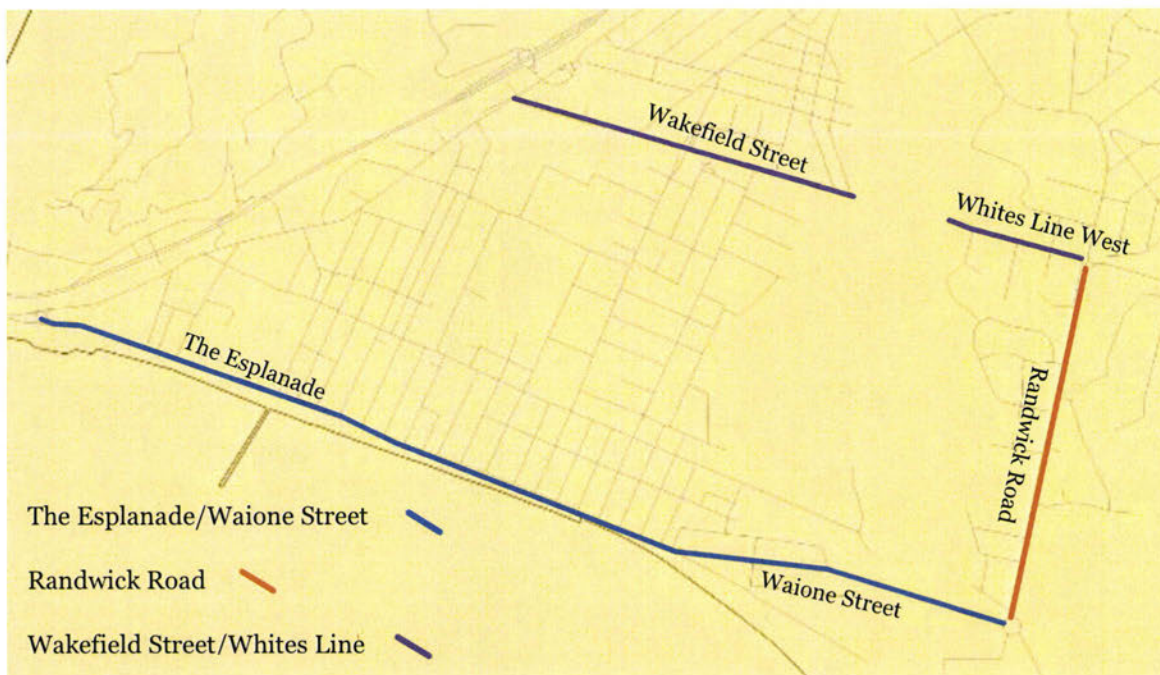 Wakefield Street
Whites Line West
The Esplanade
Randwick Road
Waione Street
The Esplanade/Waione Street
Randwick Road
Wakefield Street/Whites Line